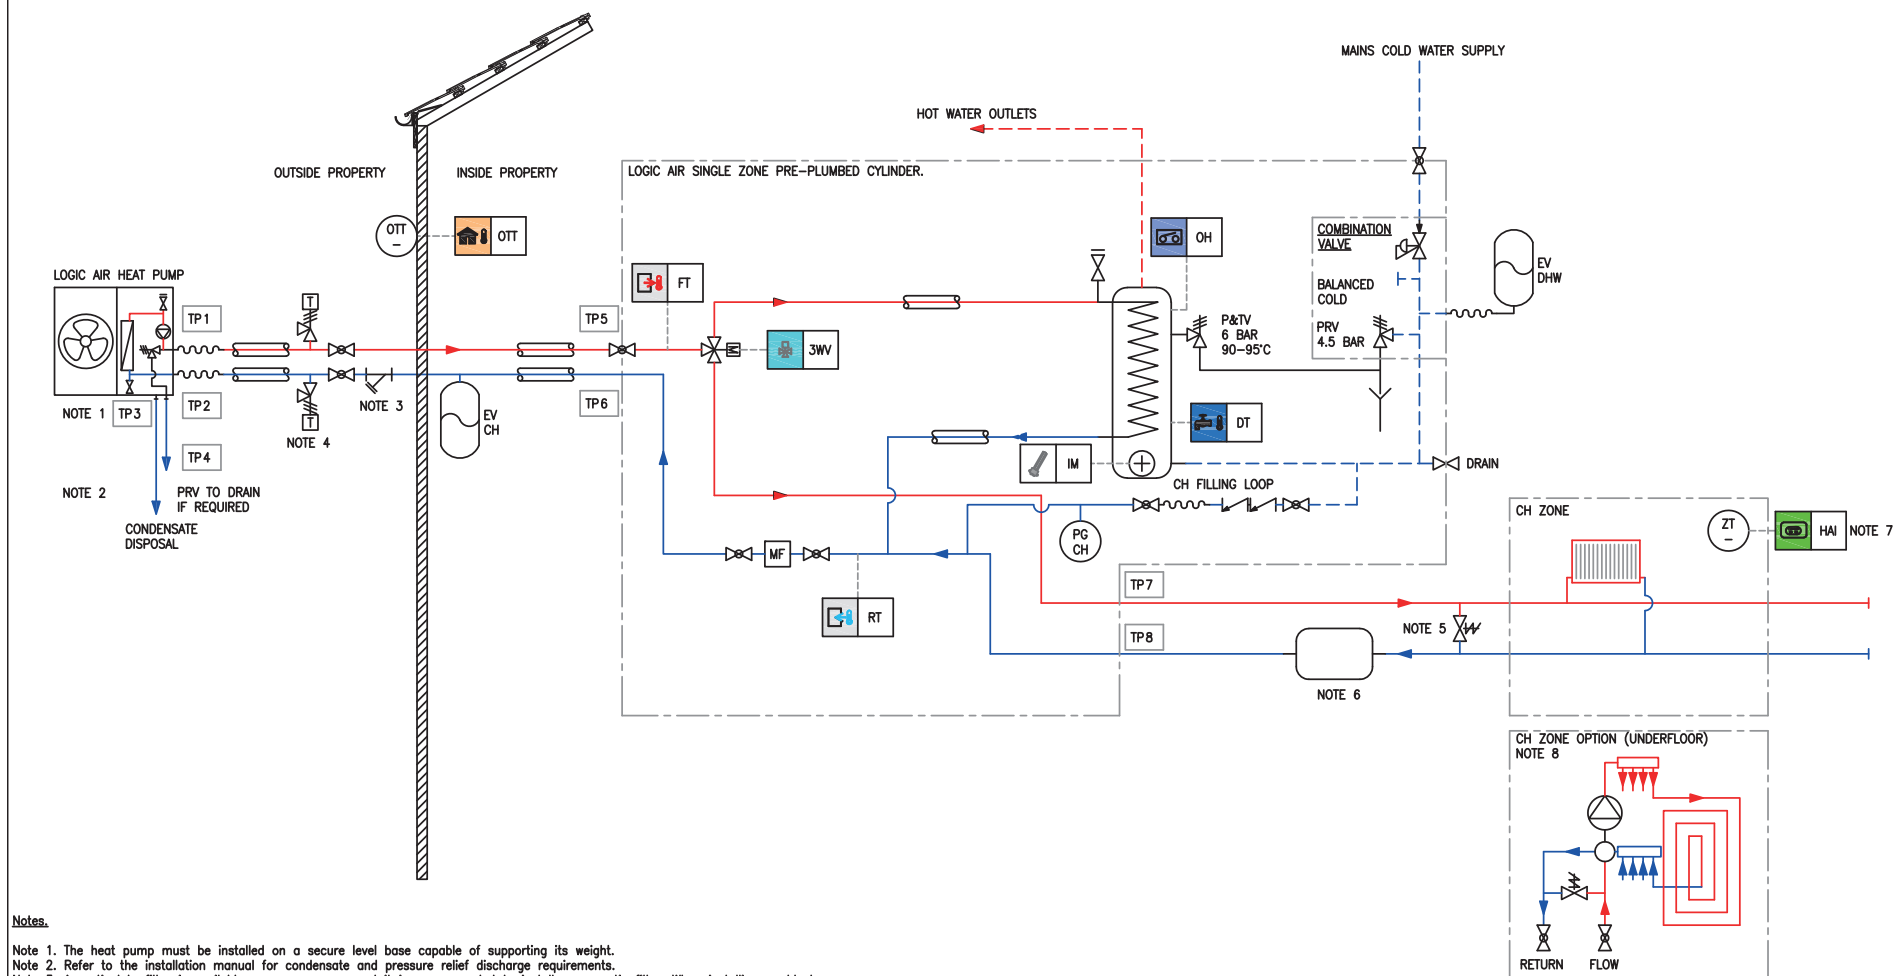 MAINS COLD WATER SUPPLY
HOT WATER OUTLETS
OUTSIDE PROPERTY
INSIDE PROPERTY
LOGIC AIR SINGLE ZONE PRE-PLUMBED CYLINDER.
OTT
OTT
OH
COMBINATION
VALVE
EV
DHW
LOGIC AIR HEAT PUMP
FT
BALANCED
COLD
T
TP1
TP5
P&TV
6 BAR
90-95°C
PRV
4.5 BAR
M
3WV
NOTE 1
TP3
TP2
NOTE 3
TP6
T
NOTE 4
EV
CH
DT
TP4
IM
DRAIN
NOTE 2
PRV TO DRAIN
IF REQUIRED
CH FILLING LOOP
CONDENSATE
DISPOSAL
CH ZONE
ZT
HAI
NOTE 7
PG
CH
MF
TP7
RT
NOTE 5
TP8
NOTE 6
CH ZONE OPTION (UNDERFLOOR)
NOTE 8
RETURN
FLOW
Notes.
Note 1. The heat pump must be installed on a secure level base capable of supporting its weight.
Note 2. Refer to the installation manual for condensate and pressure relief discharge requirements.